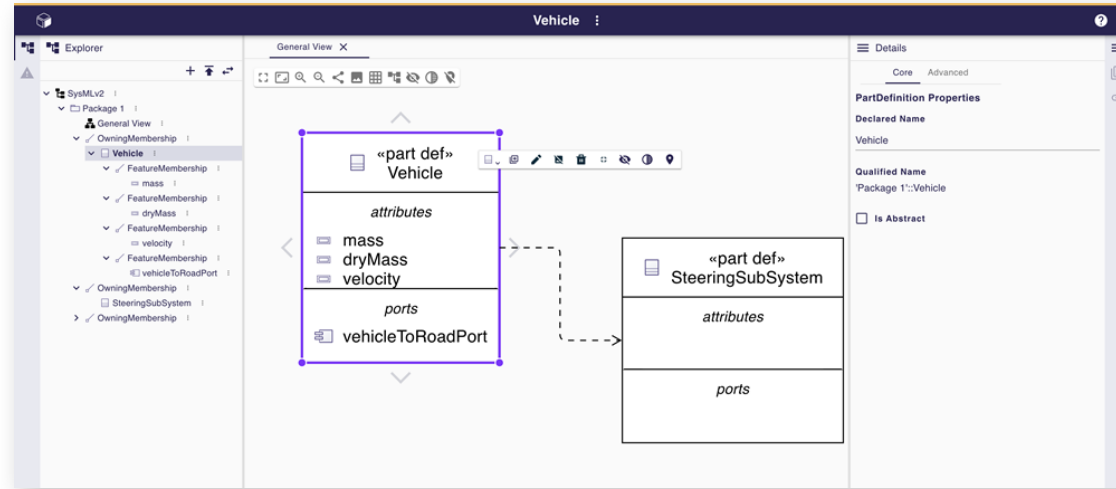 Vehicle
Explorer
SysMLv2
Package 1
General View
OwningMembership
Vehicle
FeatureMembership
mass
FeatureMembership
dryMass
FeatureMembership
velocity
FeatureMembership
vehicleToRoadPort
OwningMembership
SteeringSubSystem
OwningMembership
General View
«part def»
Vehicle
attributes
mass
dryMass
velocity
ports
vehicleToRoadPort
«part def»
SteeringSubSystem
attributes
ports
Details
Core Advanced
PartDefinition Properties
Declared Name
Vehicle
Qualified Name
'Package 1'::Vehicle
Is Abstract